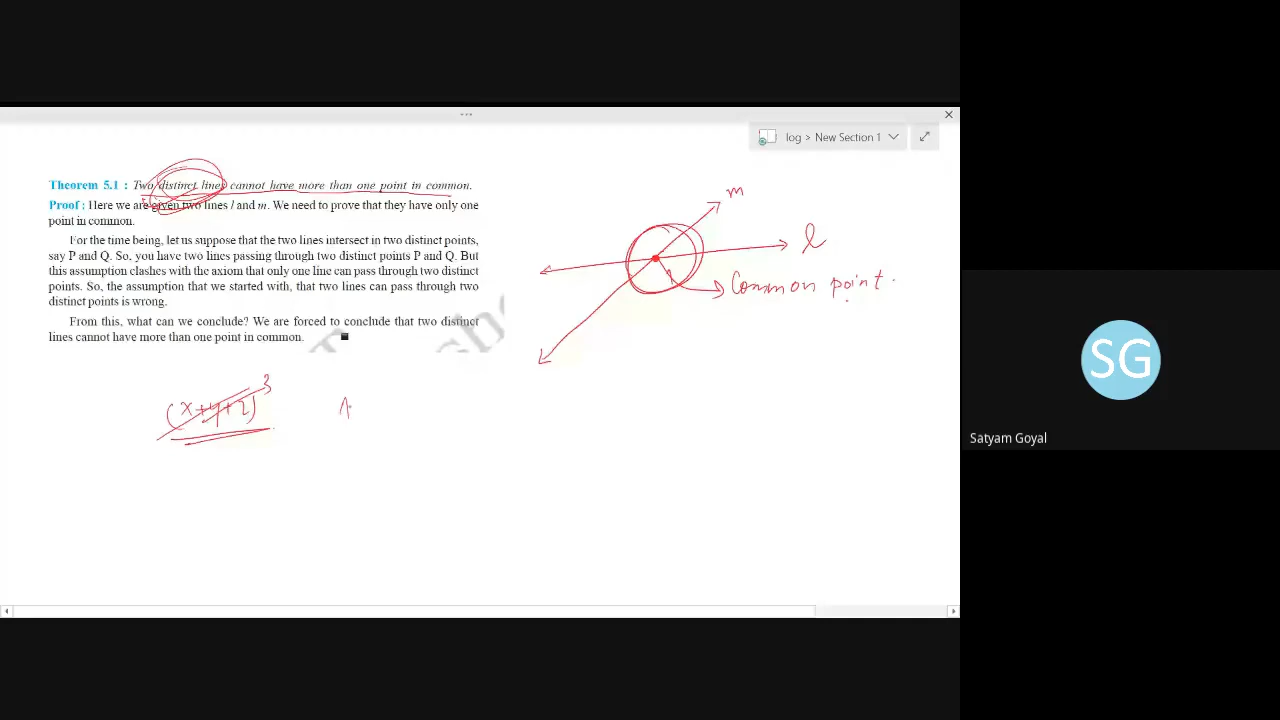 log > New Section 1
Theorem 5.1 : Two distinct lines cannot have more than one point in common.
Proof : Here we are given two lines l and m. We need to prove that they have only one
point in common.
For the time being, let us suppose that the two lines intersect in two distinct points,
say P and Q. So, you have two lines passing through two distinct points P and Q. But
this assumption clashes with the axiom that only one line can pass through two distinct
points. So, the assumption that we started with, that two lines can pass through two
distinct points is wrong.
From this, what can we conclude? We are forced to conclude that two distinct
lines cannot have more than one point in common.
m
l
Common point.
(x+y+2)³
SG
Satyam Goyal